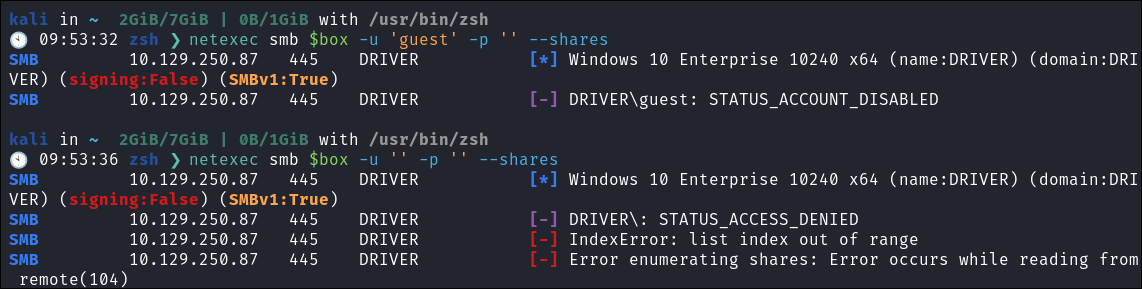 kali in ~  2GiB/7GiB | 0B/1GiB with /usr/bin/zsh
🕙 09:53:32 zsh ❯ netexec smb $box -u 'guest' -p '' --shares
SMB         10.129.250.87   445    DRIVER           [*] Windows 10 Enterprise 10240 x64 (name:DRIVER) (domain:DRI
VER) (signing:False) (SMBv1:True)
SMB         10.129.250.87   445    DRIVER           [-] DRIVER\guest: STATUS_ACCOUNT_DISABLED
kali in ~  2GiB/7GiB | 0B/1GiB with /usr/bin/zsh
🕙 09:53:36 zsh ❯ netexec smb $box -u '' -p '' --shares
SMB         10.129.250.87   445    DRIVER           [*] Windows 10 Enterprise 10240 x64 (name:DRIVER) (domain:DRI
VER) (signing:False) (SMBv1:True)
SMB         10.129.250.87   445    DRIVER           [-] DRIVER\: STATUS_ACCESS_DENIED
SMB         10.129.250.87   445    DRIVER           [-] IndexError: list index out of range
SMB         10.129.250.87   445    DRIVER           [-] Error enumerating shares: Error occurs while reading from
 remote(104)